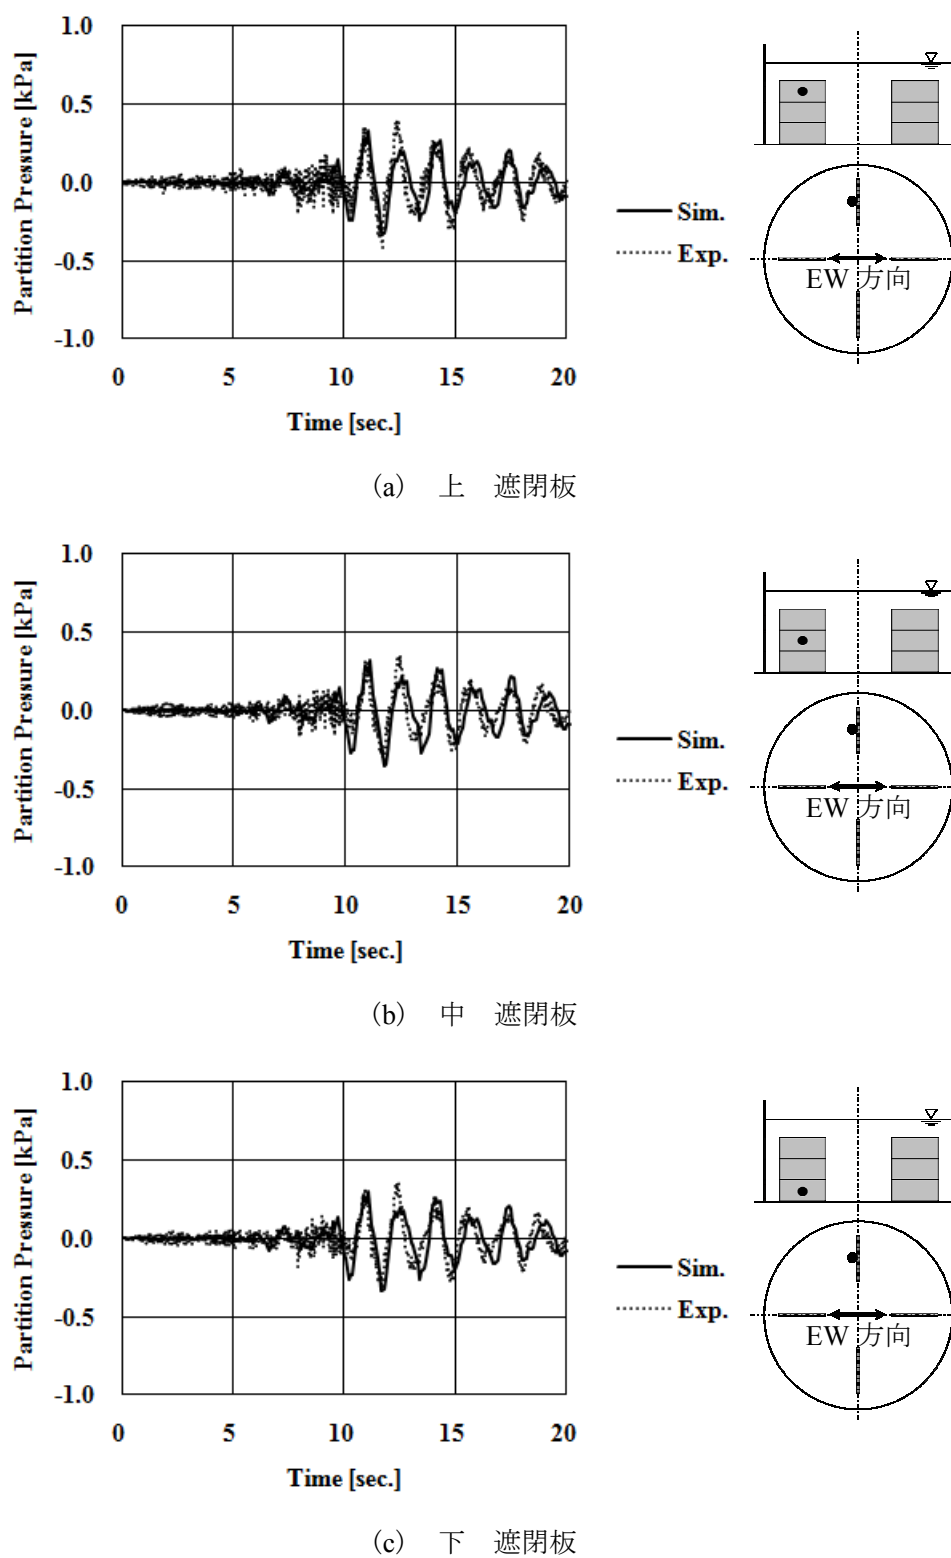 1.0
0.5
0.0
-0.5
-1.0
Partition Pressure [kPa]
0 5 10 15 20
Time [sec.]
Sim.
Exp.
EW 方向
(a) 上 遮閉板
1.0
0.5
0.0
-0.5
-1.0
Partition Pressure [kPa]
0 5 10 15 20
Time [sec.]
Sim.
Exp.
EW 方向
(b) 中 遮閉板
1.0
0.5
0.0
-0.5
-1.0
Partition Pressure [kPa]
0 5 10 15 20
Time [sec.]
Sim.
Exp.
EW 方向
(c) 下 遮閉板